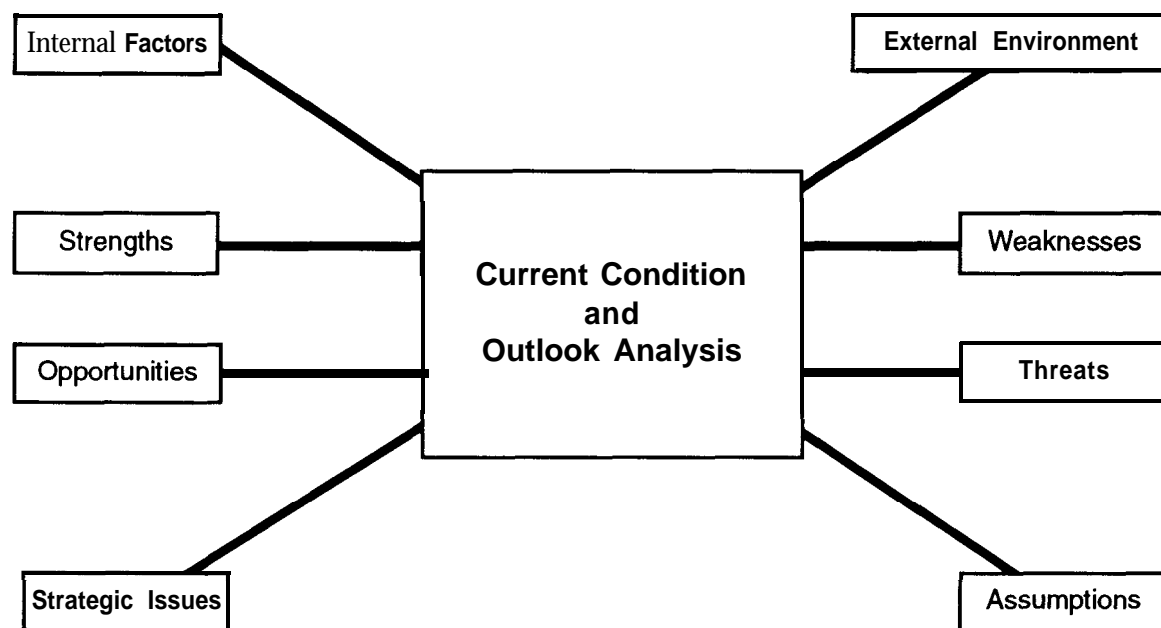 Internal Factors
External Environment
Strengths
Current Condition
and
Outlook Analysis
Weaknesses
Opportunities
Threats
Strategic Issues
Assumptions